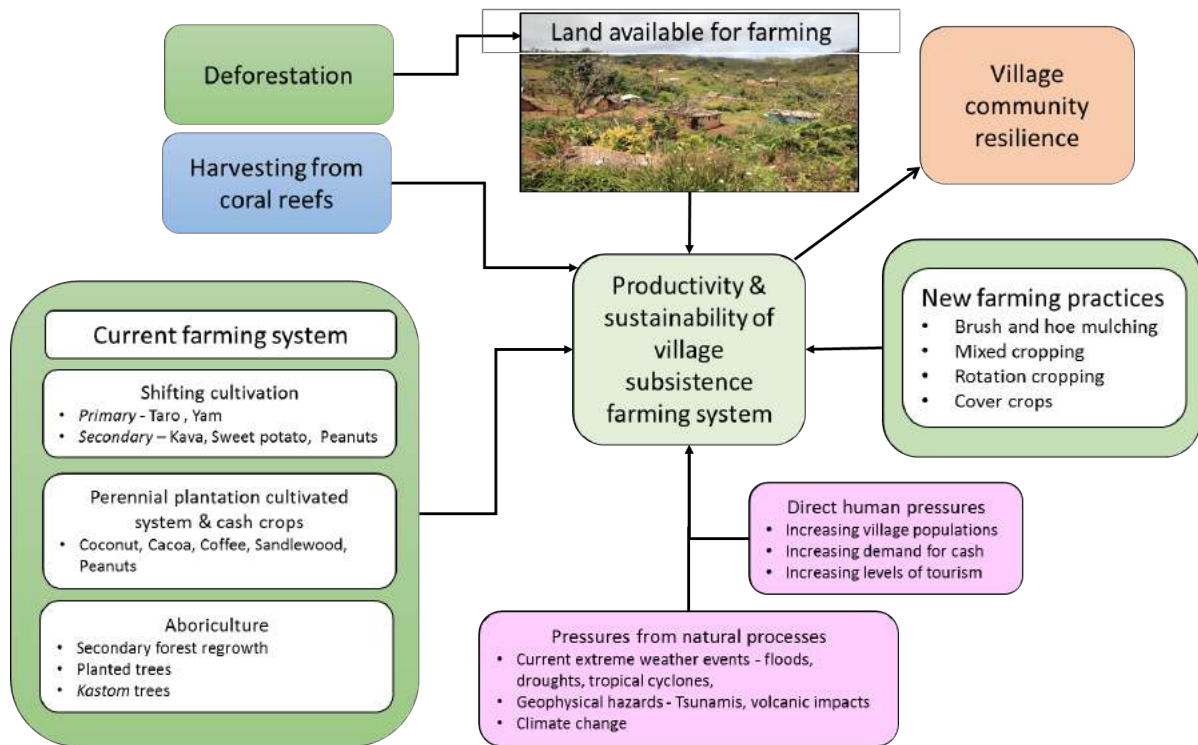 Land available for farming
Deforestation
Village
community
resilience
Harvesting from
coral reefs
Productivity &
sustainability of
village
subsistence
farming system
New farming practices
• Brush and hoe mulching
• Mixed cropping
• Rotation cropping
• Cover crops
Current farming system
Shifting cultivation
• Primary - Taro , Yam
• Secondary – Kava, Sweet potato, Peanuts
Perennial plantation cultivated
system & cash crops
• Coconut, Cacoa, Coffee, Sandlewood,
Peanuts
Aboriculture
• Secondary forest regrowth
• Planted trees
• Kastom trees
Direct human pressures
• Increasing village populations
• Increasing demand for cash
• Increasing levels of tourism
Pressures from natural processes
• Current extreme weather events - floods,
droughts, tropical cyclones,
• Geophysical hazards - Tsunamis, volcanic impacts
• Climate change